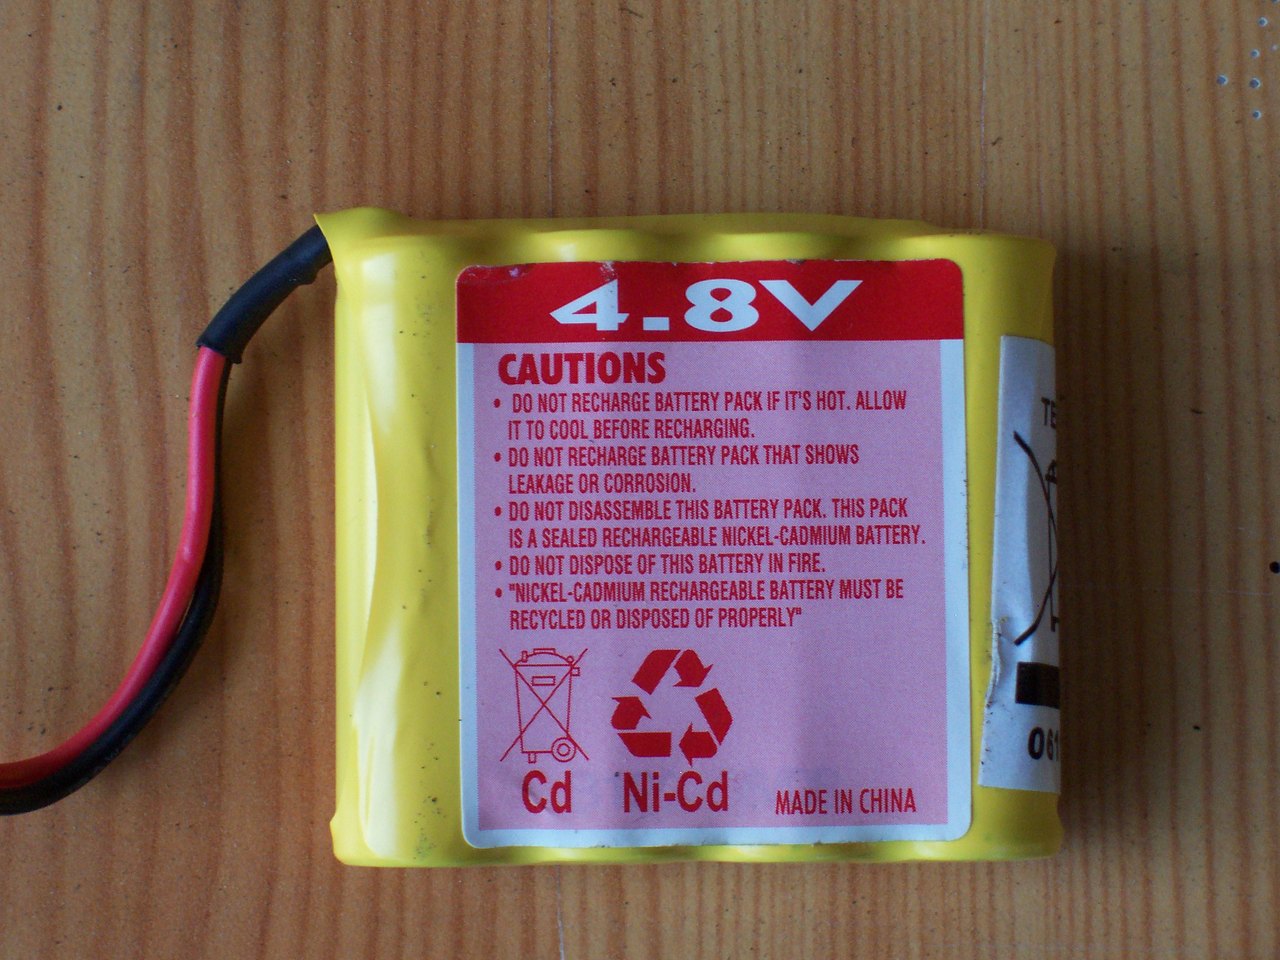 4.8V
CAUTIONS
• DO NOT RECHARGE BATTERY PACK IF IT'S HOT. ALLOW
IT TO COOL BEFORE RECHARGING.
• DO NOT RECHARGE BATTERY PACK THAT SHOWS
LEAKAGE OR CORROSION.
• DO NOT DISASSEMBLE THIS BATTERY PACK. THIS PACK
IS A SEALED RECHARGEABLE NICKEL-CADMIUM BATTERY.
• DO NOT DISPOSE OF THIS BATTERY IN FIRE.
• "NICKEL-CADMIUM RECHARGEABLE BATTERY MUST BE
RECYCLED OR DISPOSED OF PROPERLY"
Cd Ni-Cd MADE IN CHINA